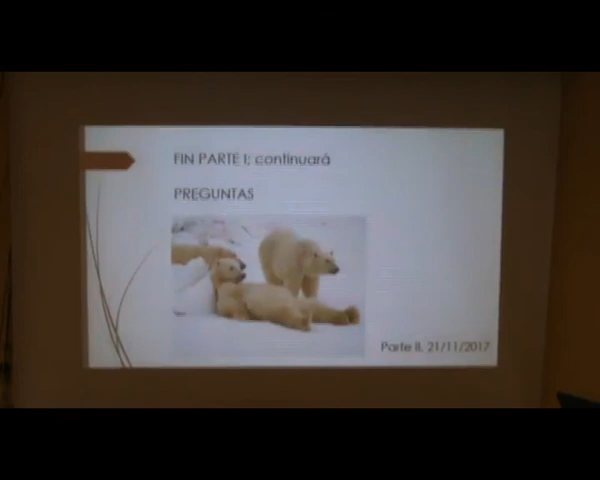 FIN PARTE I; continuará
PREGUNTAS
Parte II, 21/11/2017